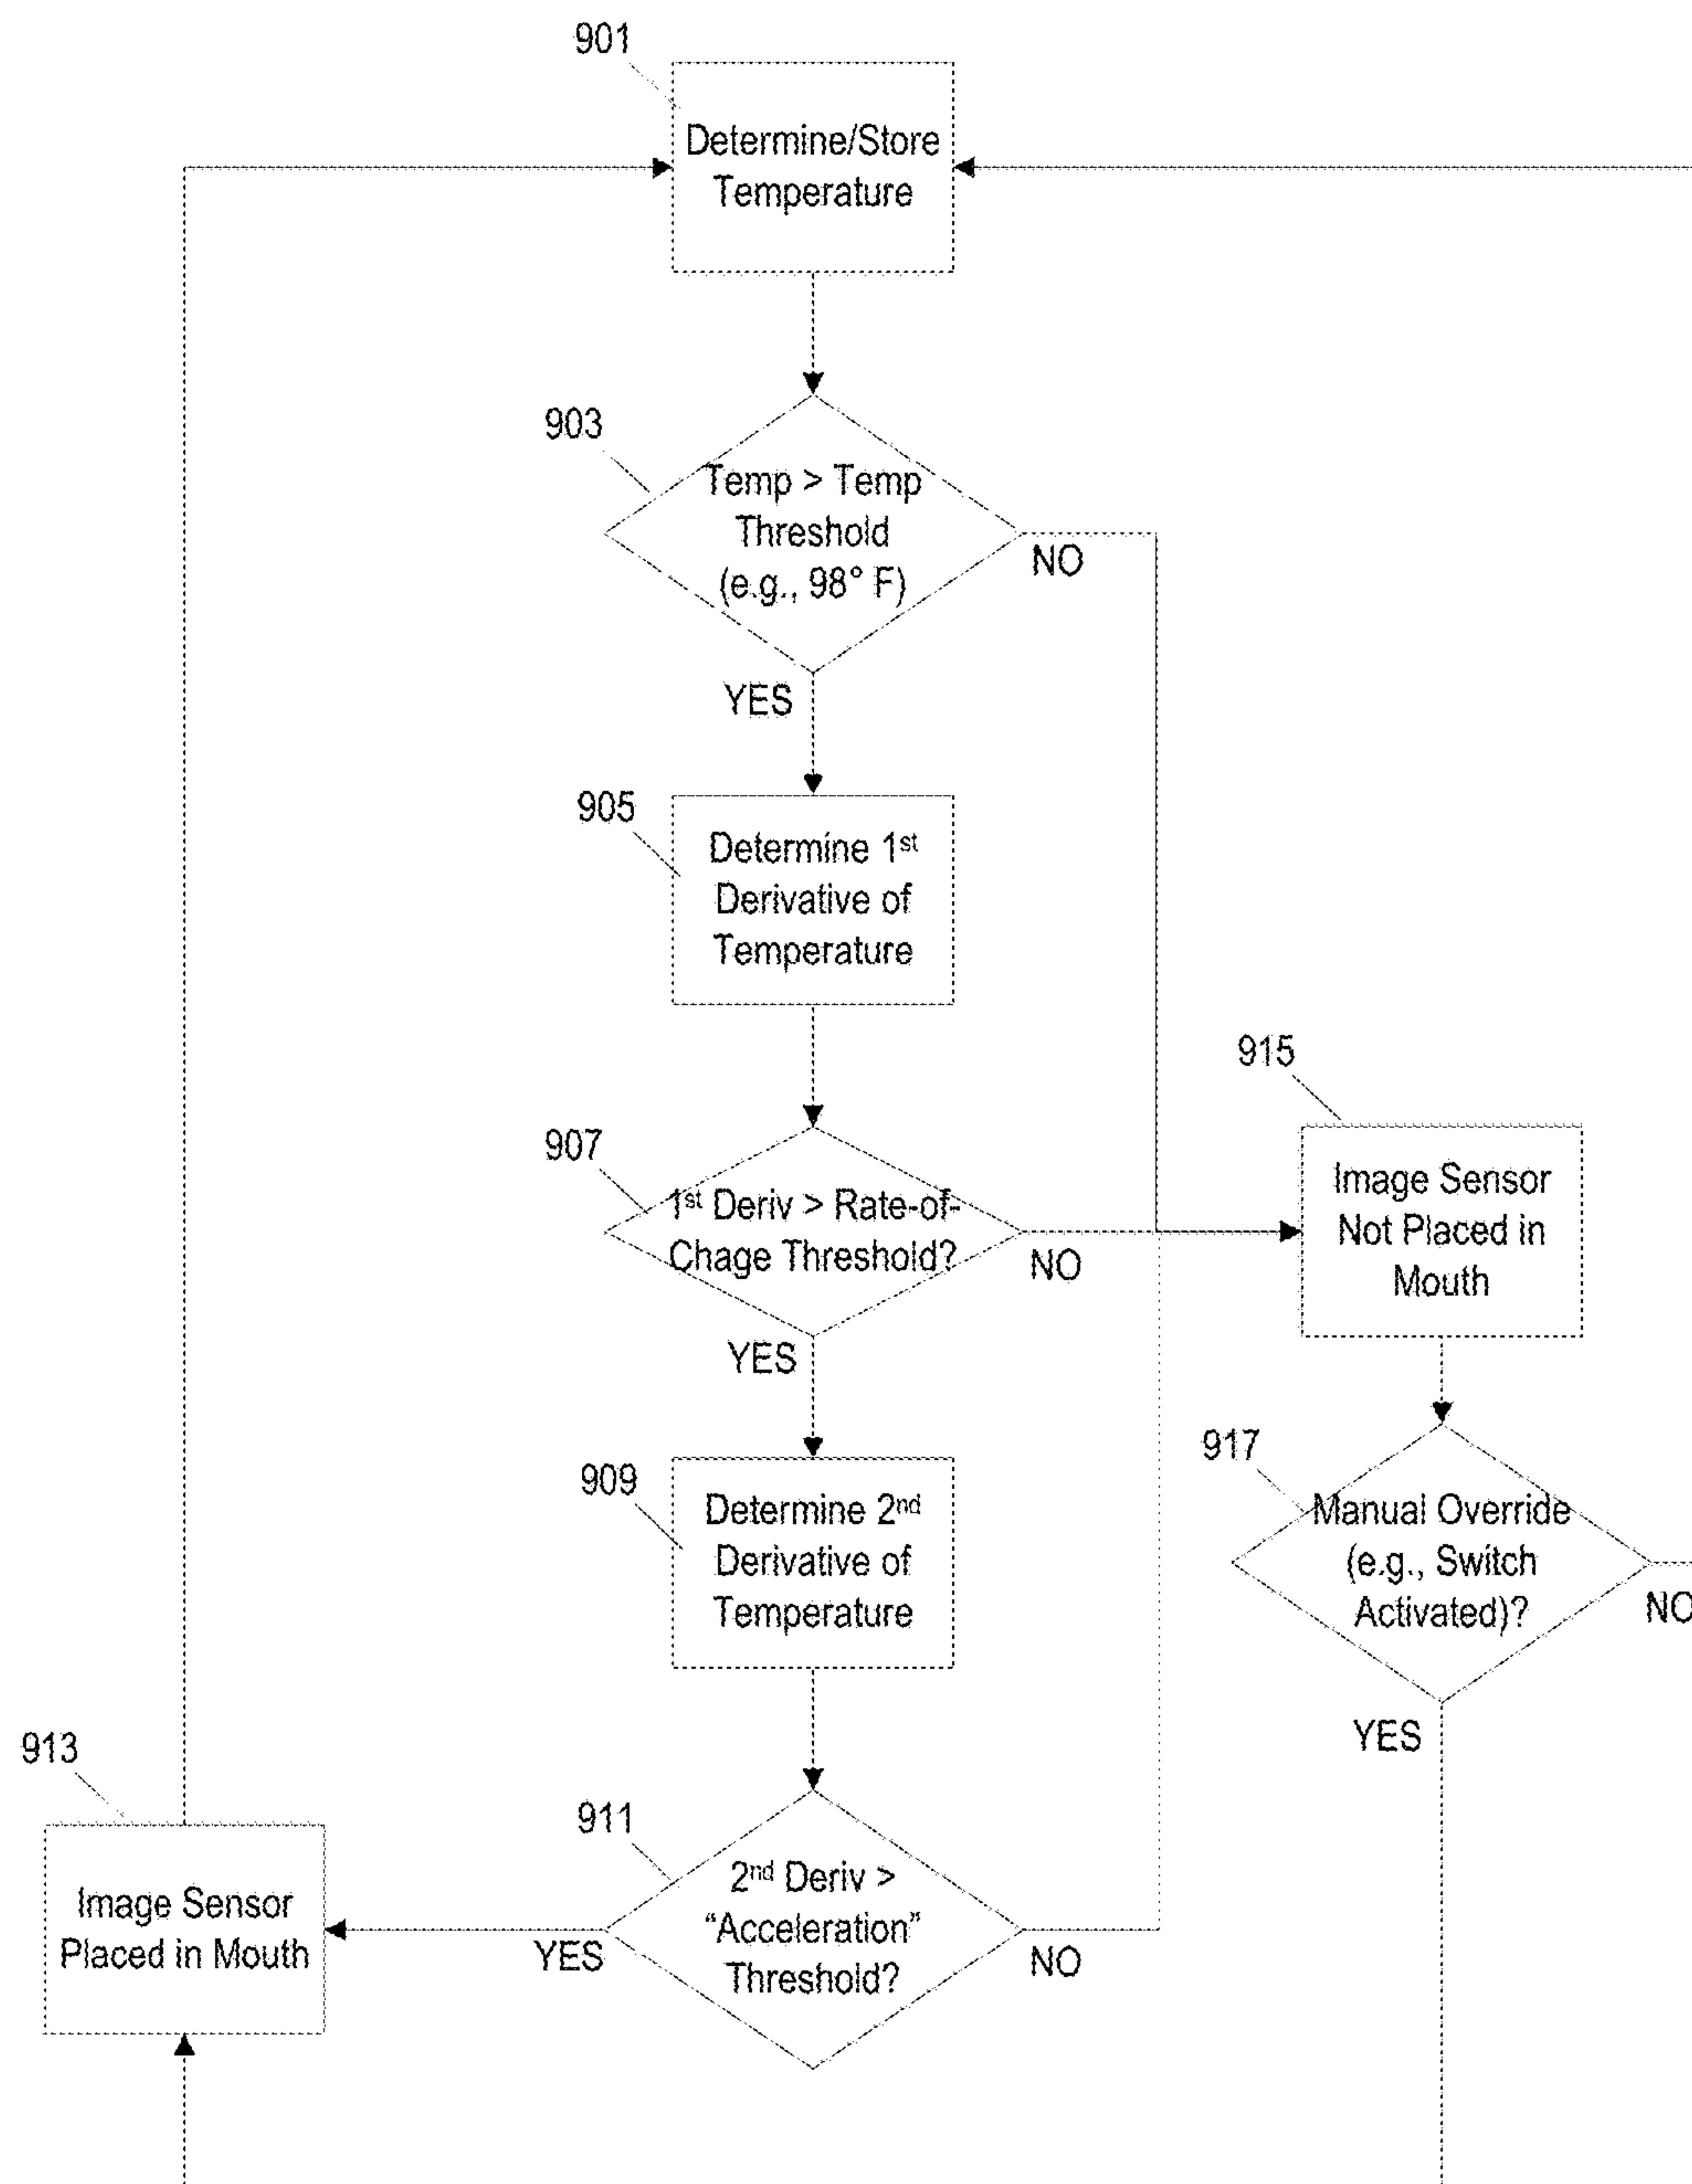 901
Determine/Store
Temperature
903
Temp > Temp
Threshold
(e.g., 98° F)
NO
YES
905
Determine 1st
Derivative of
Temperature
907
1st Deriv > Rate-of-
Chage Threshold?
NO
YES
915
Image Sensor
Not Placed in
Mouth
917
Manual Override
(e.g., Switch
Activated)?
NO
YES
909
Determine 2nd
Derivative of
Temperature
911
2nd Deriv >
“Acceleration”
Threshold?
YES
NO
913
Image Sensor
Placed in Mouth